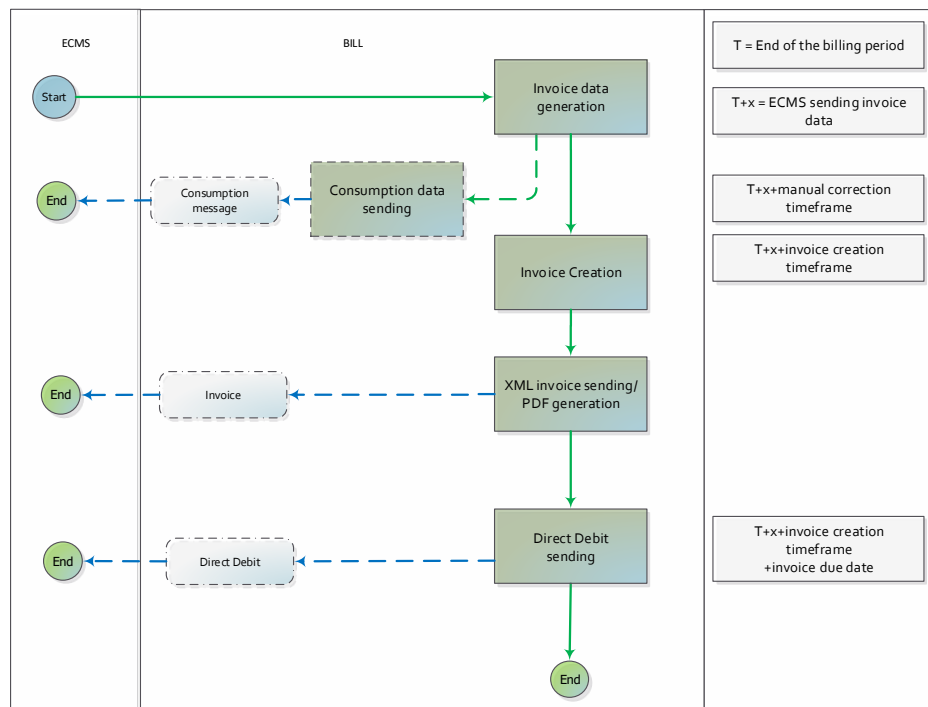 ECMS
BILL
T = End of the billing period
Start
Invoice data
generation
T+x = ECMS sending invoice
data
End
Consumption
message
Consumption data
sending
T+x+manual correction
timeframe
Invoice Creation
T+x+invoice creation
timeframe
End
Invoice
XML invoice sending/
PDF generation
End
Direct Debit
Direct Debit
sending
T+x+invoice creation
timeframe
+invoice due date
End